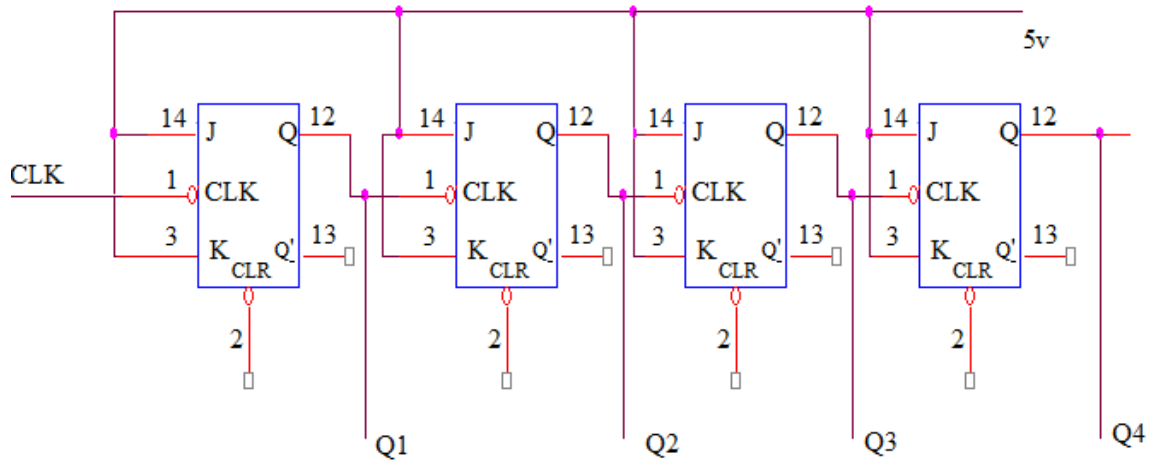 5v
14 J Q 12 14 J Q 12 14 J Q 12 14 J Q 12
CLK 1 CLK 1 CLK 1 CLK 1 CLK
3 K CLR Q' 13 3 K CLR Q' 13 3 K CLR Q' 13 3 K CLR Q' 13
2 2 2 2
Q1 Q2 Q3 Q4